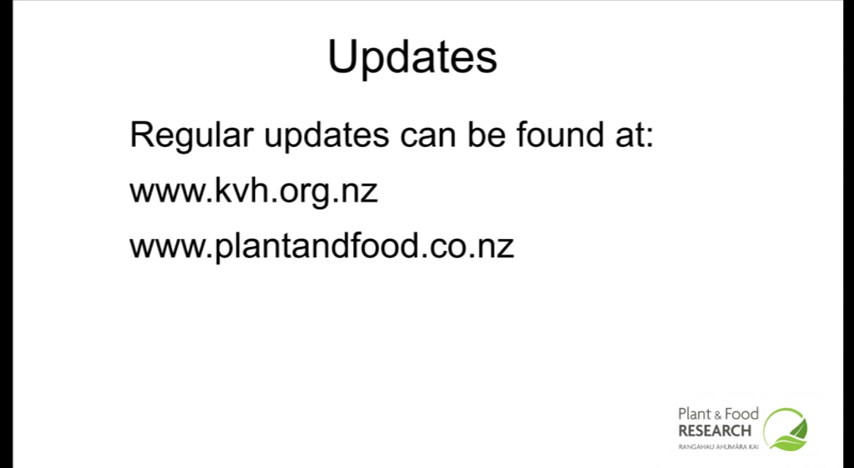 Updates
Regular updates can be found at:
www.kvh.org.nz
www.plantandfood.co.nz
Plant & Food
RESEARCH
RANGAHAU AHUMĀRA KAI